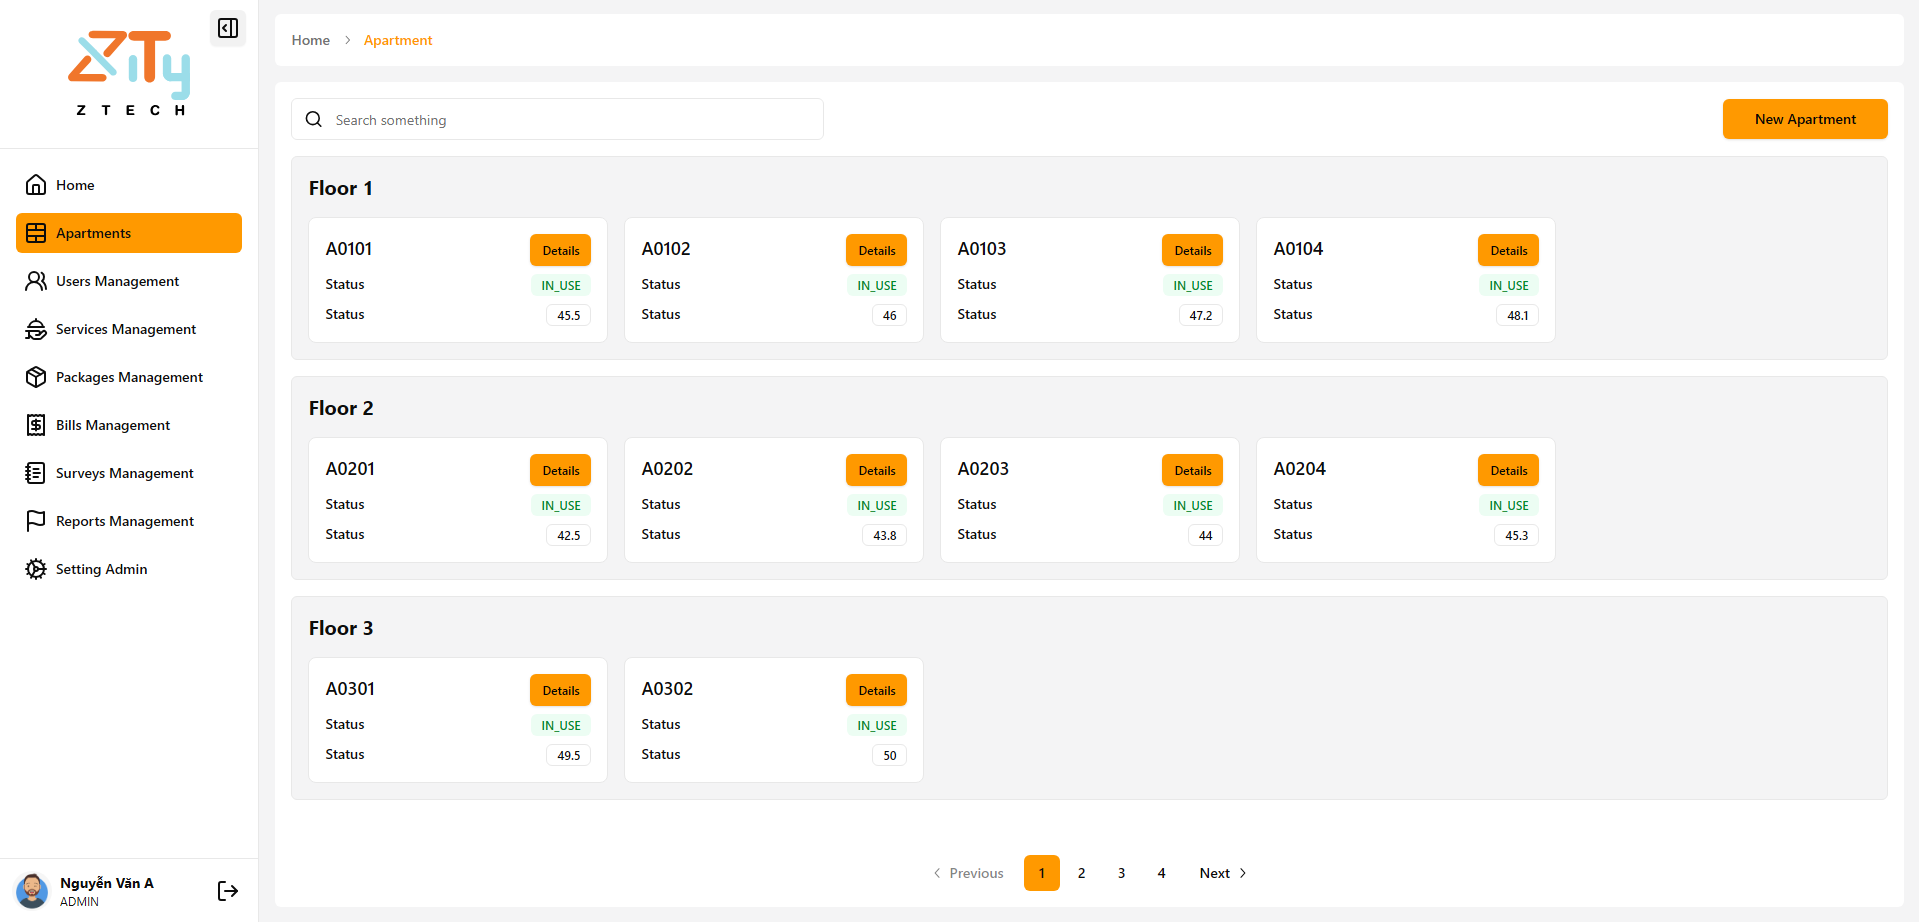 ZiTy
ZTECH
Home
Apartments
Users Management
Services Management
Packages Management
Bills Management
Surveys Management
Reports Management
Setting Admin
Nguyễn Văn A
ADMIN
Home > Apartment
Search something
New Apartment
Floor 1
A0101 Details A0102 Details A0103 Details A0104 Details
Status IN_USE Status IN_USE Status IN_USE Status IN_USE
Status 45.5 Status 46 Status 47.2 Status 48.1
Floor 2
A0201 Details A0202 Details A0203 Details A0204 Details
Status IN_USE Status IN_USE Status IN_USE Status IN_USE
Status 42.5 Status 43.8 Status 44 Status 45.3
Floor 3
A0301 Details A0302 Details
Status IN_USE Status IN_USE
Status 49.5 Status 50
Previous 1 2 3 4 Next